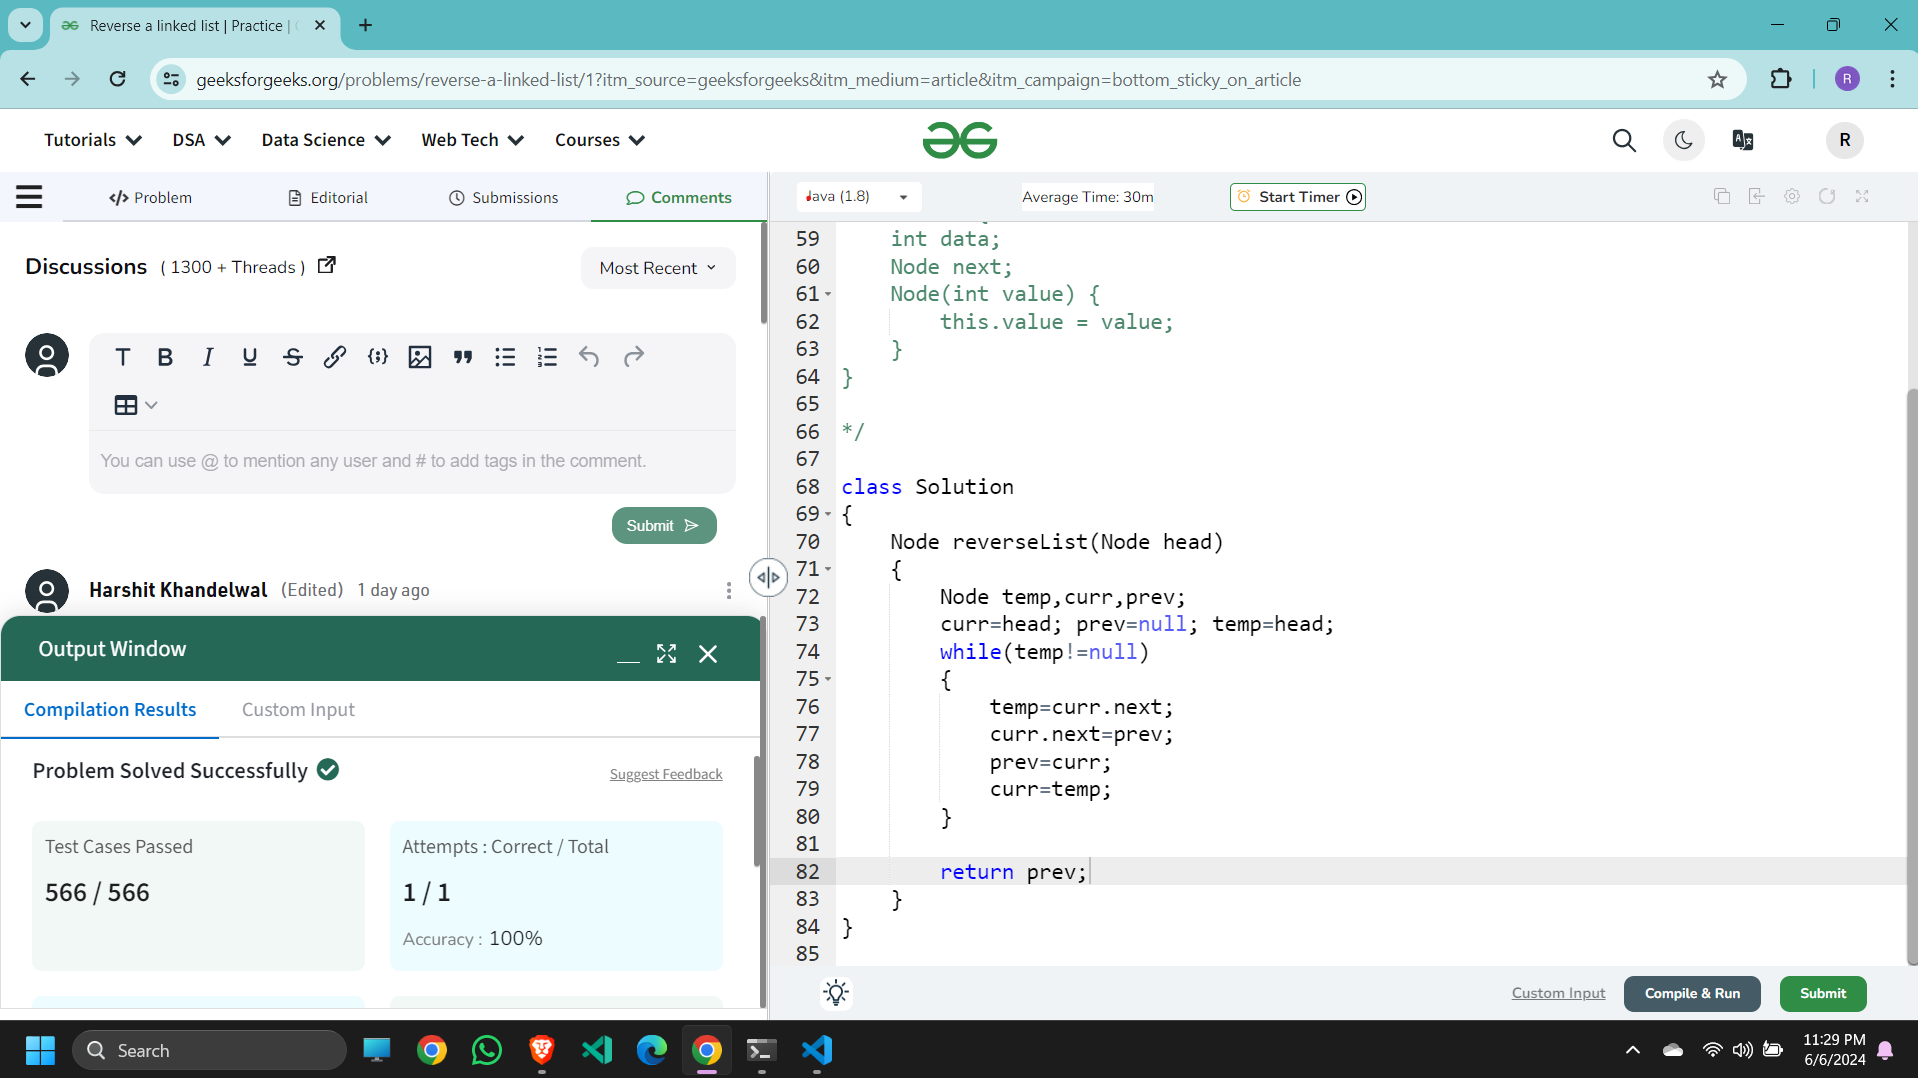 Reverse a linked list | Practice |
geeksforgeeks.org/problems/reverse-a-linked-list/1?itm_source=geeksforgeeks&itm_medium=article&itm_campaign=bottom_sticky_on_article
R
Tutorials DSA Data Science Web Tech Courses
R
Problem Editorial Submissions Comments
Java (1.8) Average Time: 30m Start Timer
Discussions ( 1300 + Threads ) Most Recent
T B I U S
You can use @ to mention any user and # to add tags in the comment.
Submit
Harshit Khandelwal (Edited) 1 day ago
Output Window
Compilation Results Custom Input
Problem Solved Successfully Suggest Feedback
Test Cases Passed
566 / 566
Attempts : Correct / Total
1 / 1
Accuracy : 100%
59 int data;
60 Node next;
61 Node(int value) {
62 this.value = value;
63 }
64 }
65
66 */
67
68 class Solution
69 {
70 Node reverseList(Node head)
71 {
72 Node temp,curr,prev;
73 curr=head; prev=null; temp=head;
74 while(temp!=null)
75 {
76 temp=curr.next;
77 curr.next=prev;
78 prev=curr;
79 curr=temp;
80 }
81
82 return prev;
83 }
84 }
85
Custom Input Compile & Run Submit
Search
11:29 PM
6/6/2024